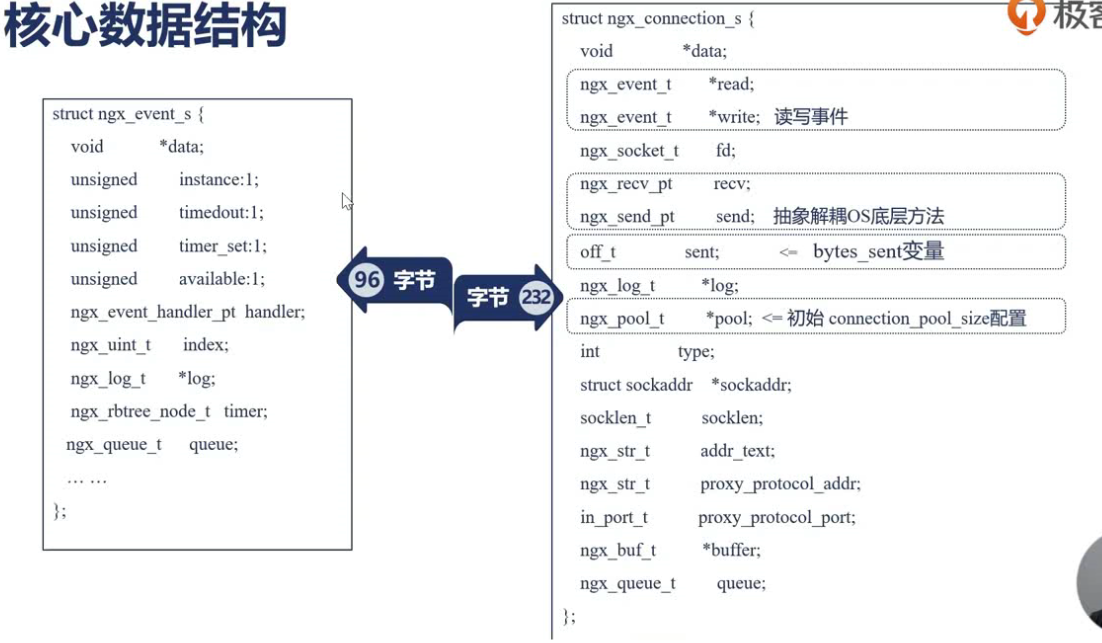 核心数据结构
struct ngx_event_s {
void *data;
unsigned instance:1;
unsigned timedout:1;
unsigned timer_set:1;
unsigned available:1;
ngx_event_handler_pt handler;
ngx_uint_t index;
ngx_log_t *log;
ngx_rbtree_node_t timer;
ngx_queue_t queue;
… …
};
96 字节
字节 232
struct ngx_connection_s {
void *data;
ngx_event_t *read;
ngx_event_t *write; 读写事件
ngx_socket_t fd;
ngx_recv_pt recv;
ngx_send_pt send; 抽象解耦OS底层方法
off_t sent; <= bytes_sent变量
ngx_log_t *log;
ngx_pool_t *pool; <= 初始 connection_pool_size配置
int type;
struct sockaddr *sockaddr;
socklen_t socklen;
ngx_str_t addr_text;
ngx_str_t proxy_protocol_addr;
in_port_t proxy_protocol_port;
ngx_buf_t *buffer;
ngx_queue_t queue;
};
极客